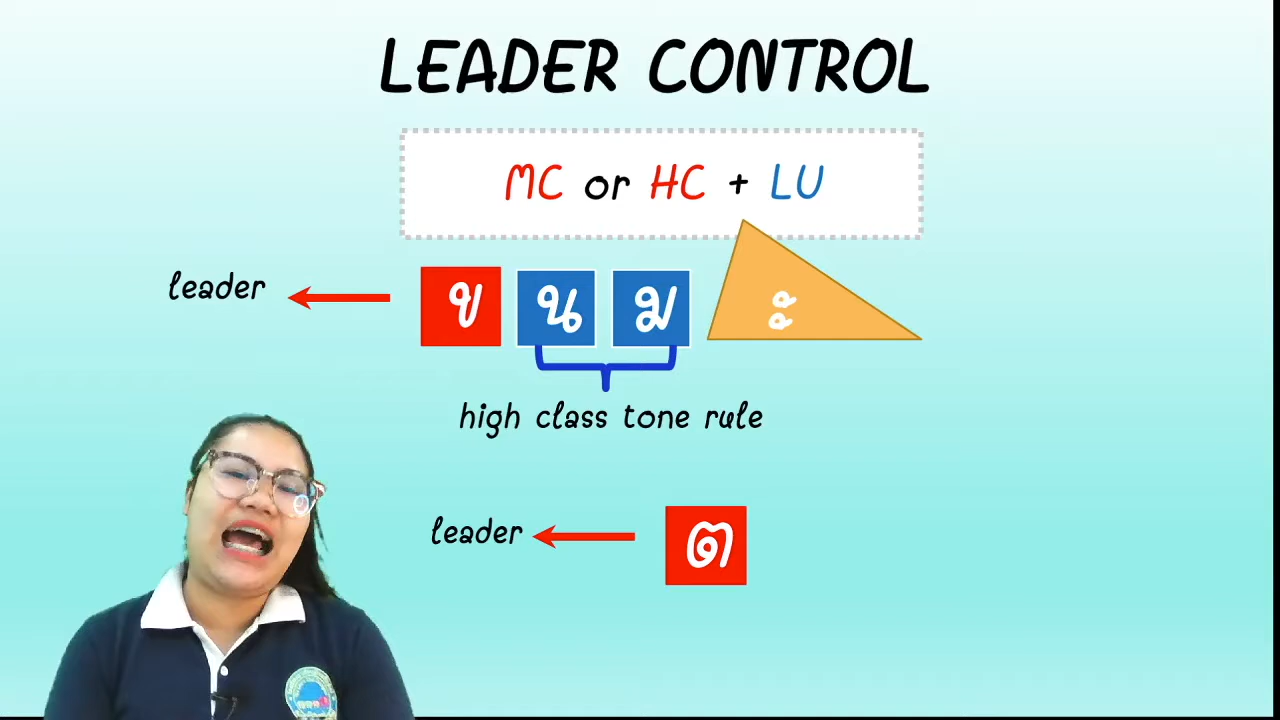 LEADER CONTROL
MC or HC + LU
leader
ข น ม ะ
high class tone rule
leader
ต